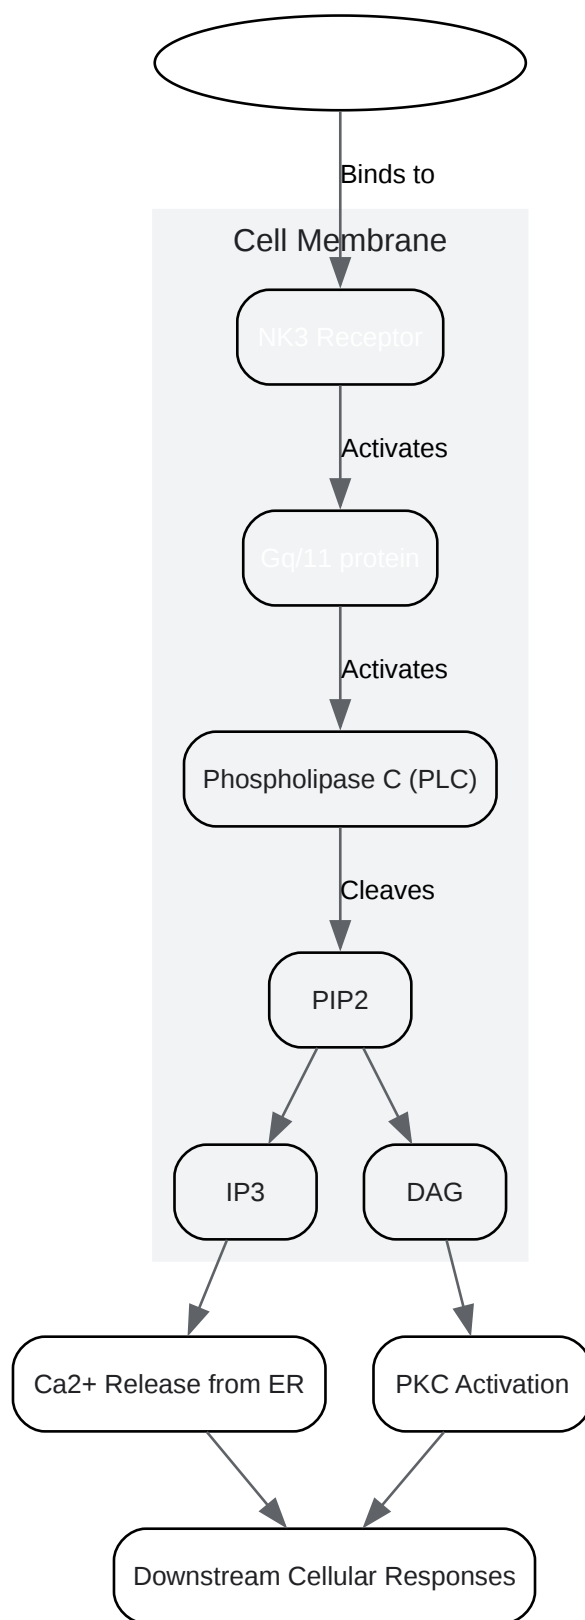 Binds to
Cell Membrane
NK3 Receptor
Activates
Gq/11 protein
Activates
Phospholipase C (PLC)
Cleaves
PIP2
IP3
DAG
Ca2+ Release from ER
PKC Activation
Downstream Cellular Responses